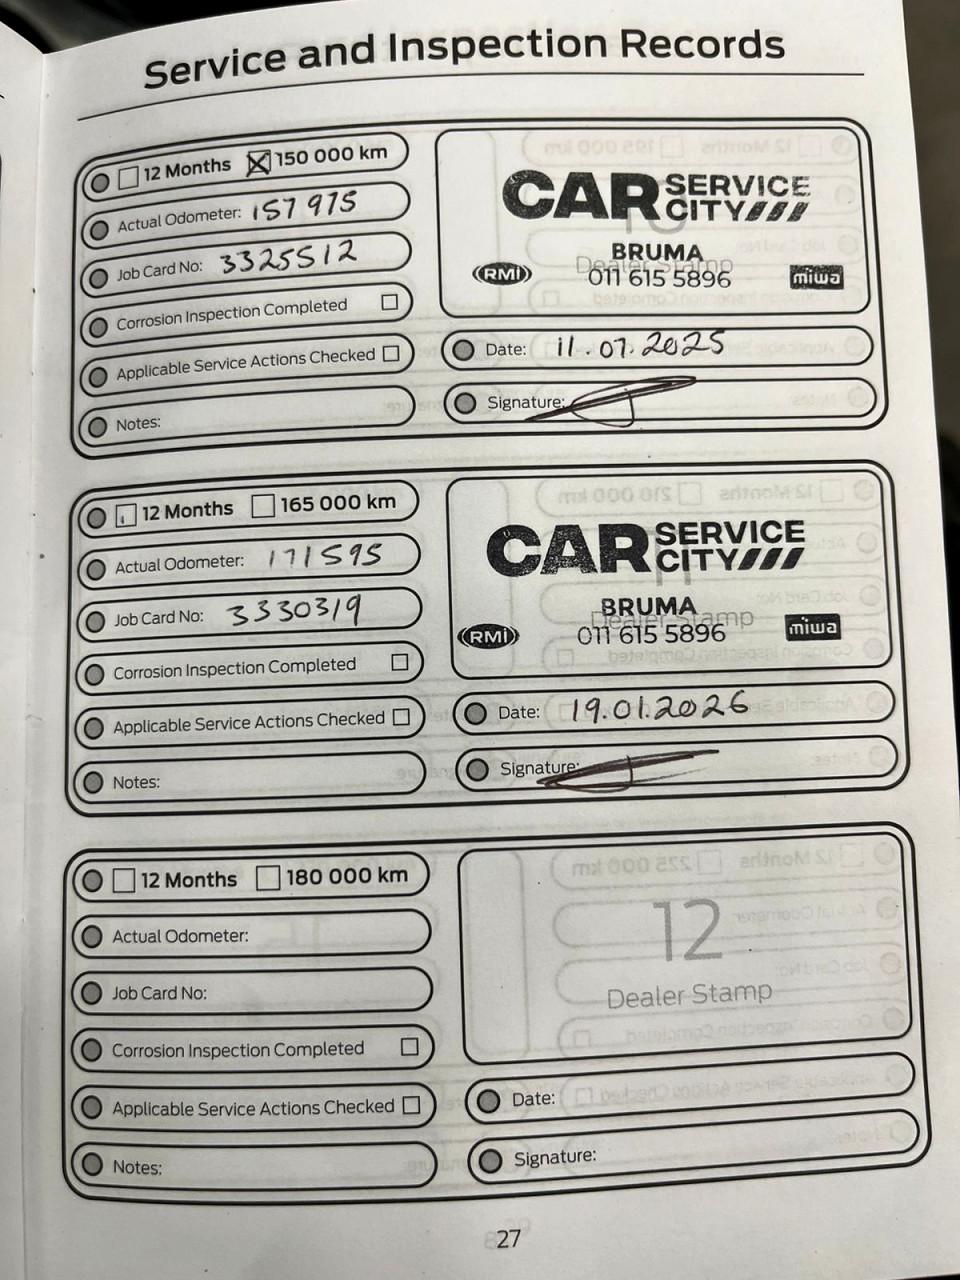 Service and Inspection Records
12 Months 150 000 km
Actual Odometer: 157975
Job Card No: 3325512
Corrosion Inspection Completed
Applicable Service Actions Checked
Notes:
CAR SERVICE CITY
BRUMA
Dealer Stamp
RMI 011 615 5896 miwa
Date: 11.07.2025
Signature:
12 Months 165 000 km
Actual Odometer: 171595
Job Card No: 3330319
Corrosion Inspection Completed
Applicable Service Actions Checked
Notes:
CAR SERVICE CITY
BRUMA
Dealer Stamp
RMI 011 615 5896 miwa
Date: 19.01.2026
Signature:
12 Months 180 000 km
Actual Odometer:
Job Card No:
Corrosion Inspection Completed
Applicable Service Actions Checked
Notes:
12
Dealer Stamp
Date:
Signature:
27